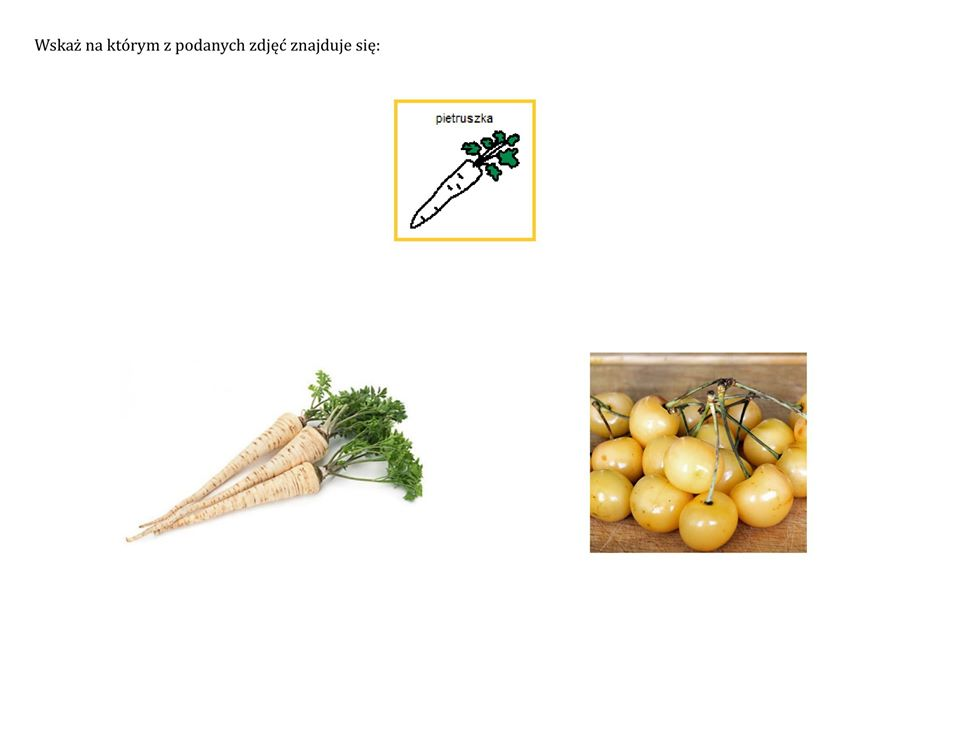 Wskaż na którym z podanych zdjęć znajduje się:
pietruszka